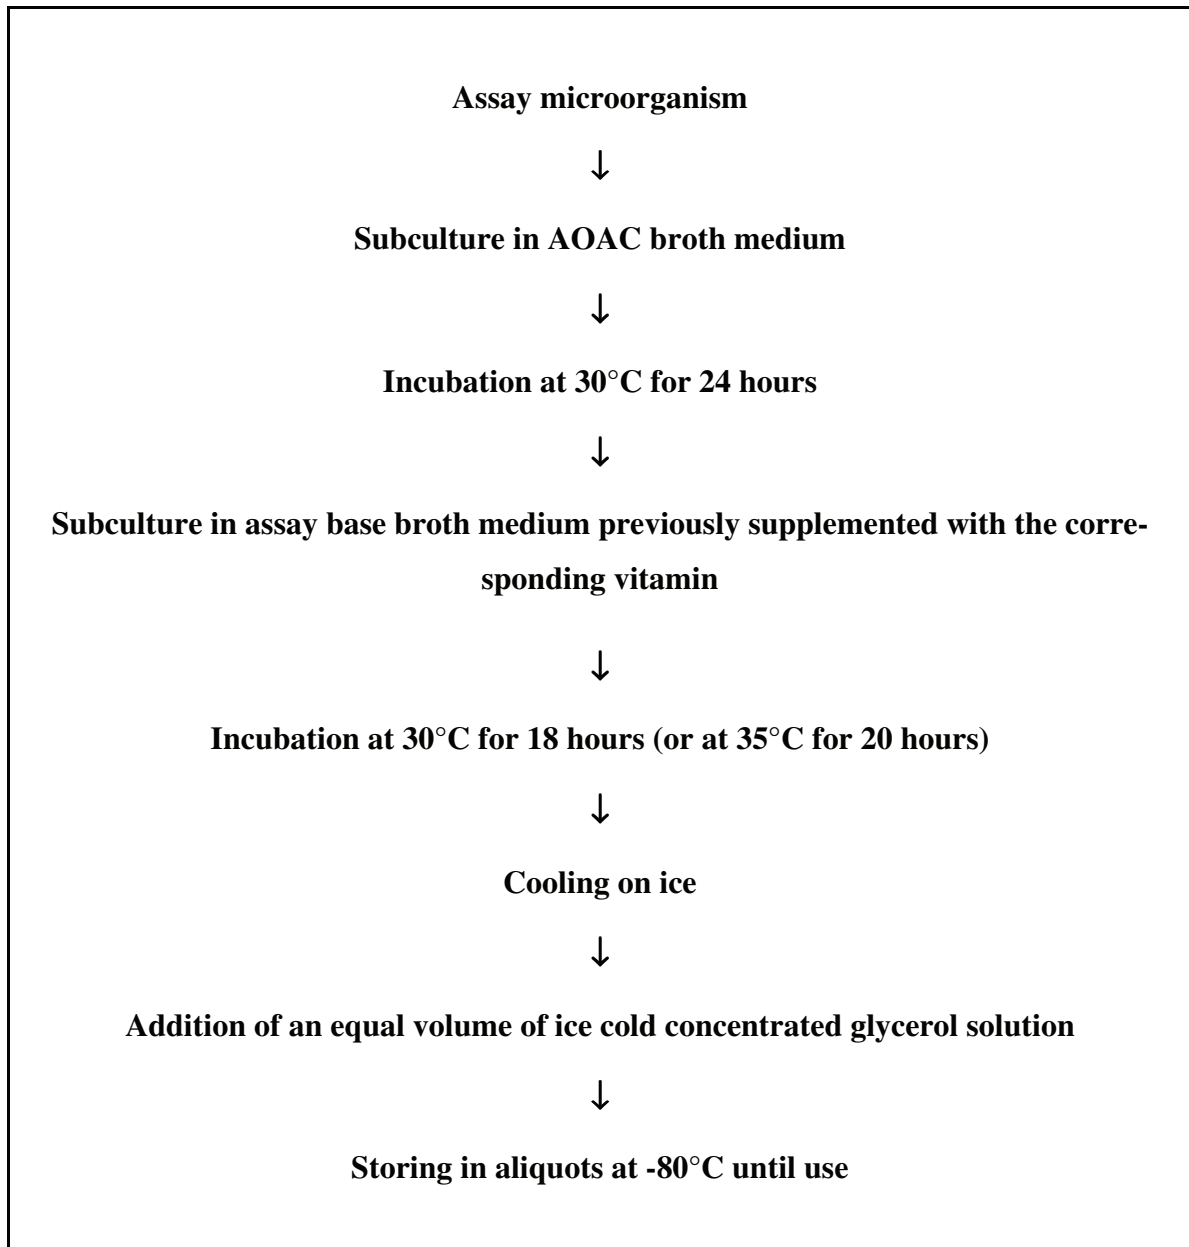 Assay microorganism
↓
Subculture in AOAC broth medium
↓
Incubation at 30°C for 24 hours
↓
Subculture in assay base broth medium previously supplemented with the corre-
sponding vitamin
↓
Incubation at 30°C for 18 hours (or at 35°C for 20 hours)
↓
Cooling on ice
↓
Addition of an equal volume of ice cold concentrated glycerol solution
↓
Storing in aliquots at -80°C until use